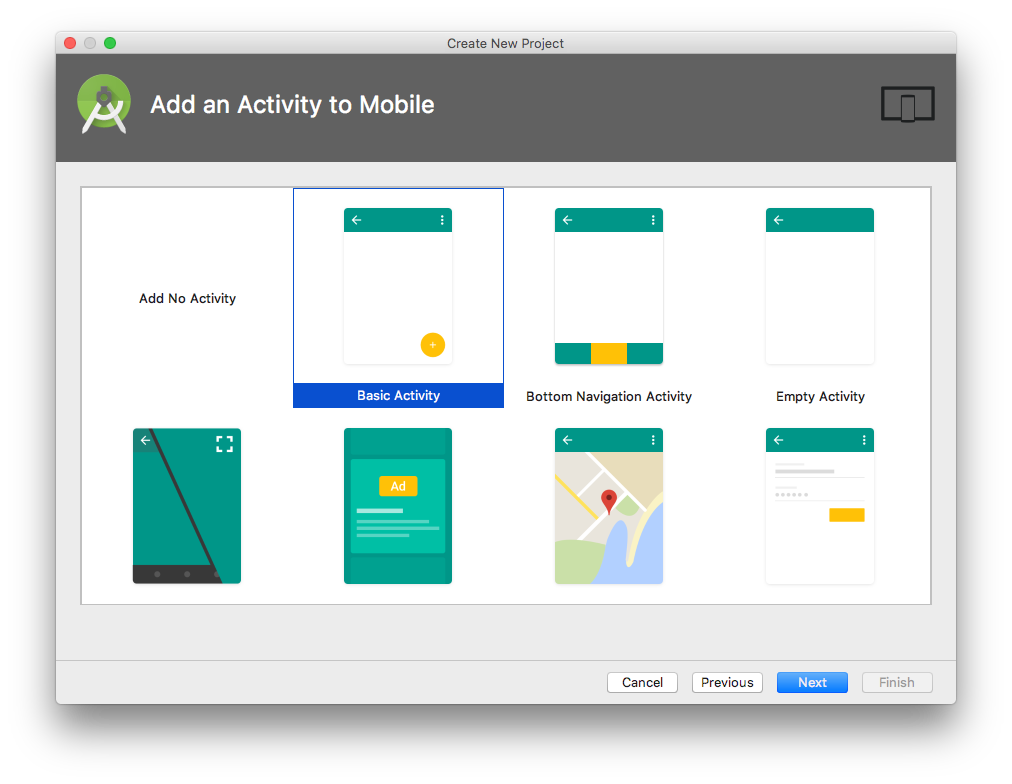 Create New Project
Add an Activity to Mobile
Add No Activity
Basic Activity
Bottom Navigation Activity
Empty Activity
Ad
Cancel
Previous
Next
Finish